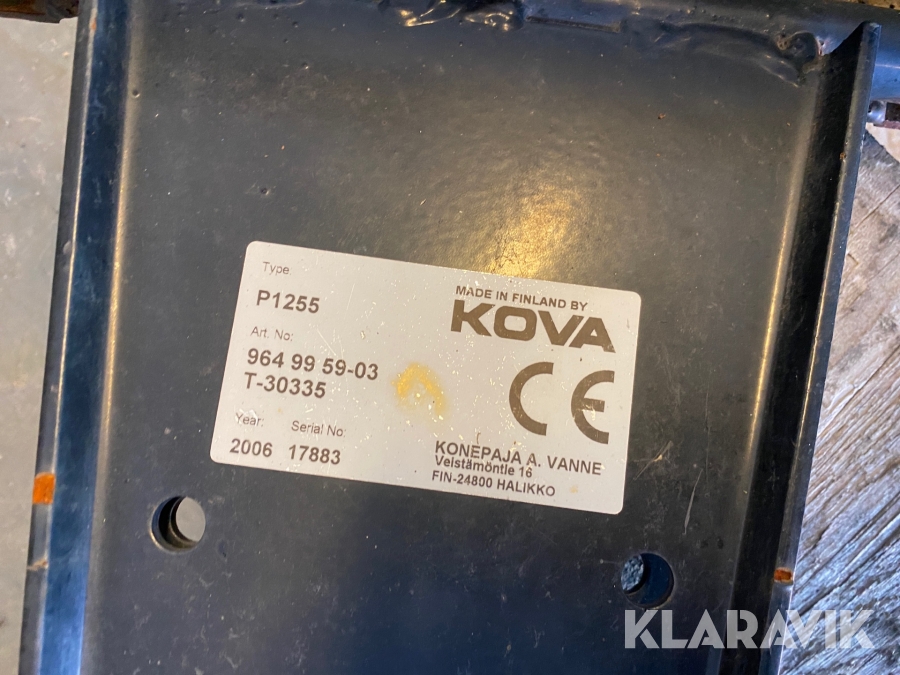 Type
P1255
Art. No:
964 99 59-03
T-30335
Year: Serial No:
2006 17883
MADE IN FINLAND BY
KOVA
CE
KONEPAJA A. VANNE
Veistämöntie 16
FIN-24800 HALIKKO
KLARAVIK